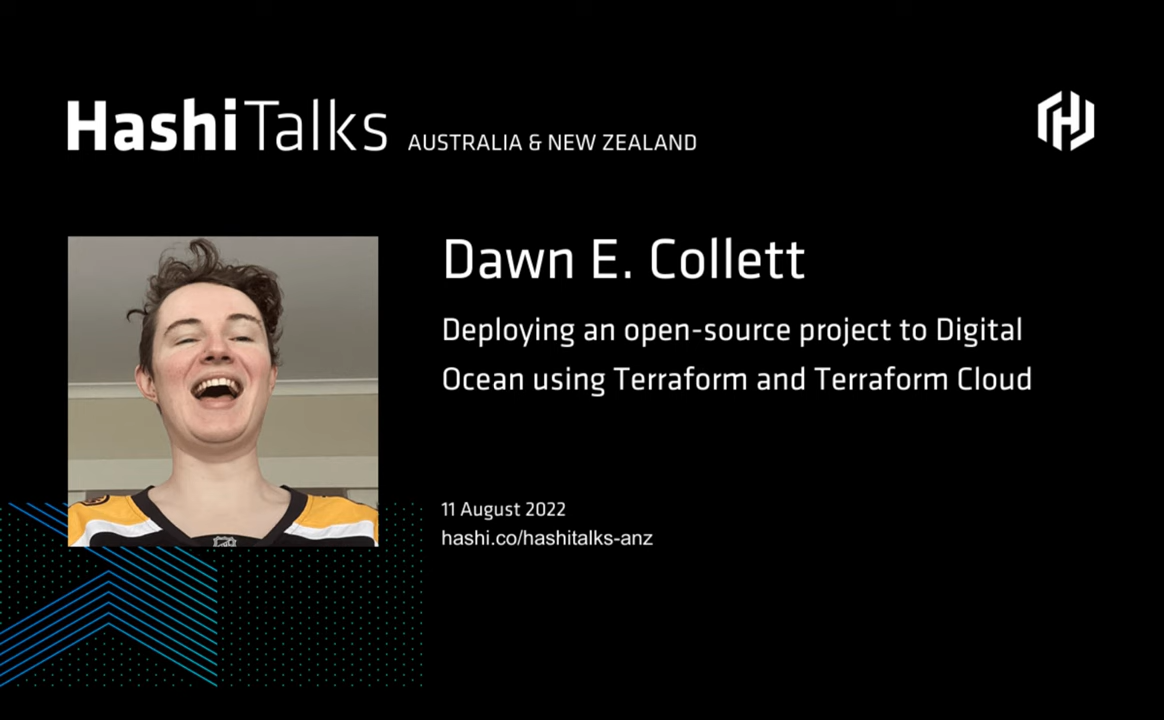 HashiTalks AUSTRALIA & NEW ZEALAND
Dawn E. Collett
Deploying an open-source project to Digital
Ocean using Terraform and Terraform Cloud
11 August 2022
hashi.co/hashitalks-anz